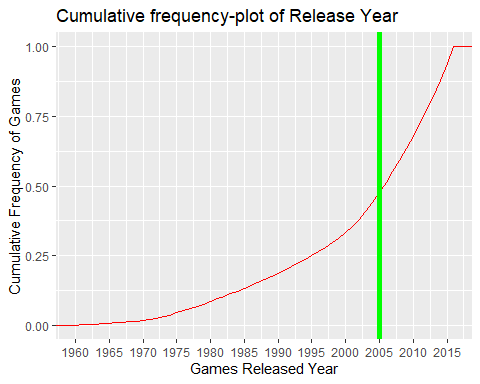 Cumulative frequency-plot of Release Year
Cumulative Frequency of Games
1.00
0.75
0.50
0.25
0.00
1960 1965 1970 1975 1980 1985 1990 1995 2000 2005 2010 2015
Games Released Year